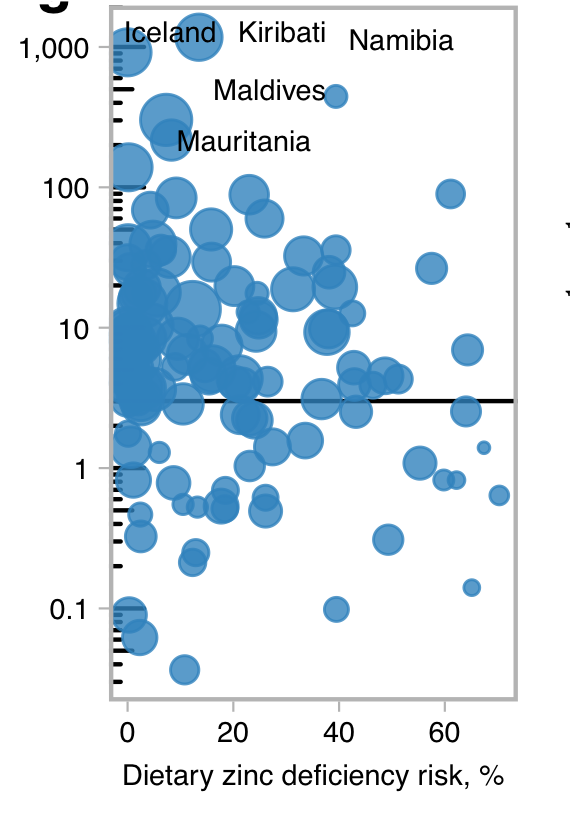 Iceland Kiribati Namibia
1,000
Maldives
Mauritania
100
10
1
0.1
0 20 40 60
Dietary zinc deficiency risk, %